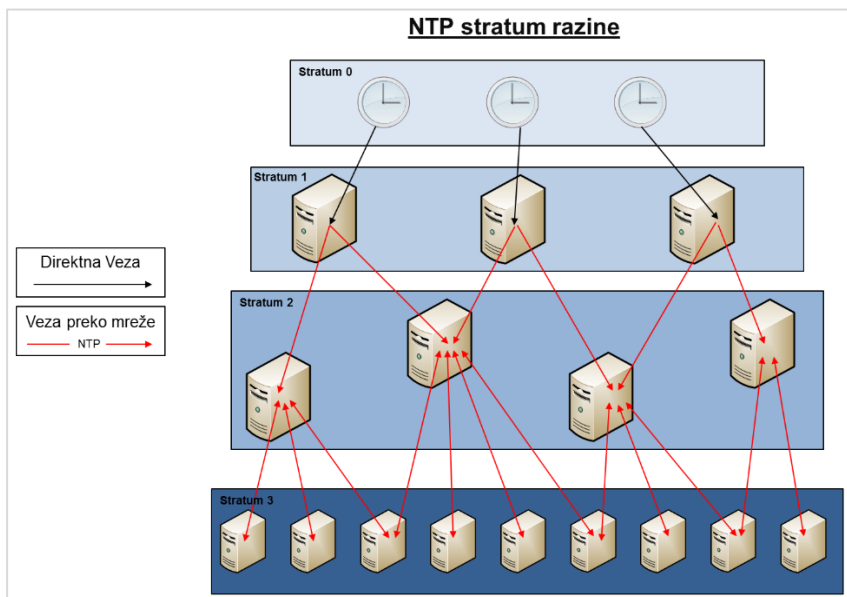 NTP stratum razine
Stratum 0
Stratum 1
Direktna Veza
Stratum 2
Veza preko mreže
NTP
Stratum 3